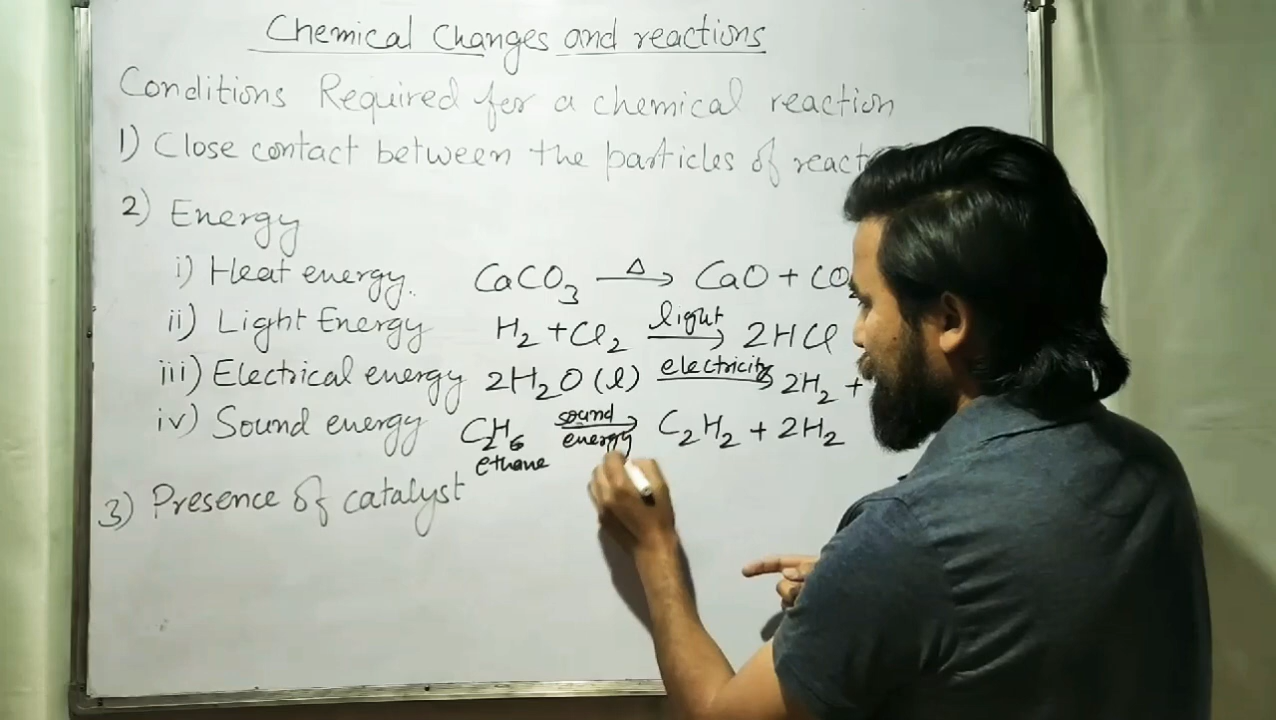 Chemical Changes and reactions
Conditions Required for a chemical reaction
1) Close contact between the particles of
2) Energy
i) Heat energy. CaCO₃ —Δ→ CaO + CO
ii) Light Energy H₂ + Cl₂ —light→ 2HCl
iii) Electrical energy 2H₂O (l) —electricity→ 2H₂ +
iv) Sound energy C₂H₆ —sound energy→ C₂H₂ + 2H₂
ethane
3) Presence of catalyst